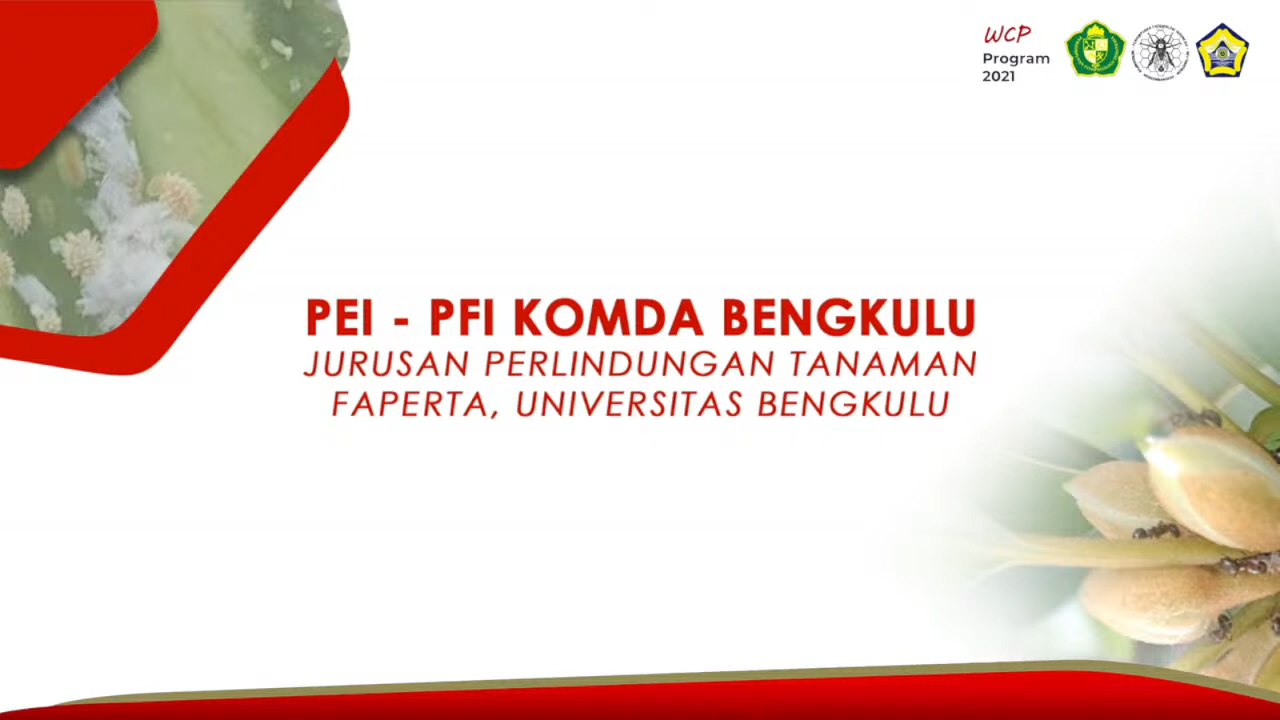 WCP
Program
2021
PEI - PFI KOMDA BENGKULU
JURUSAN PERLINDUNGAN TANAMAN
FAPERTA, UNIVERSITAS BENGKULU